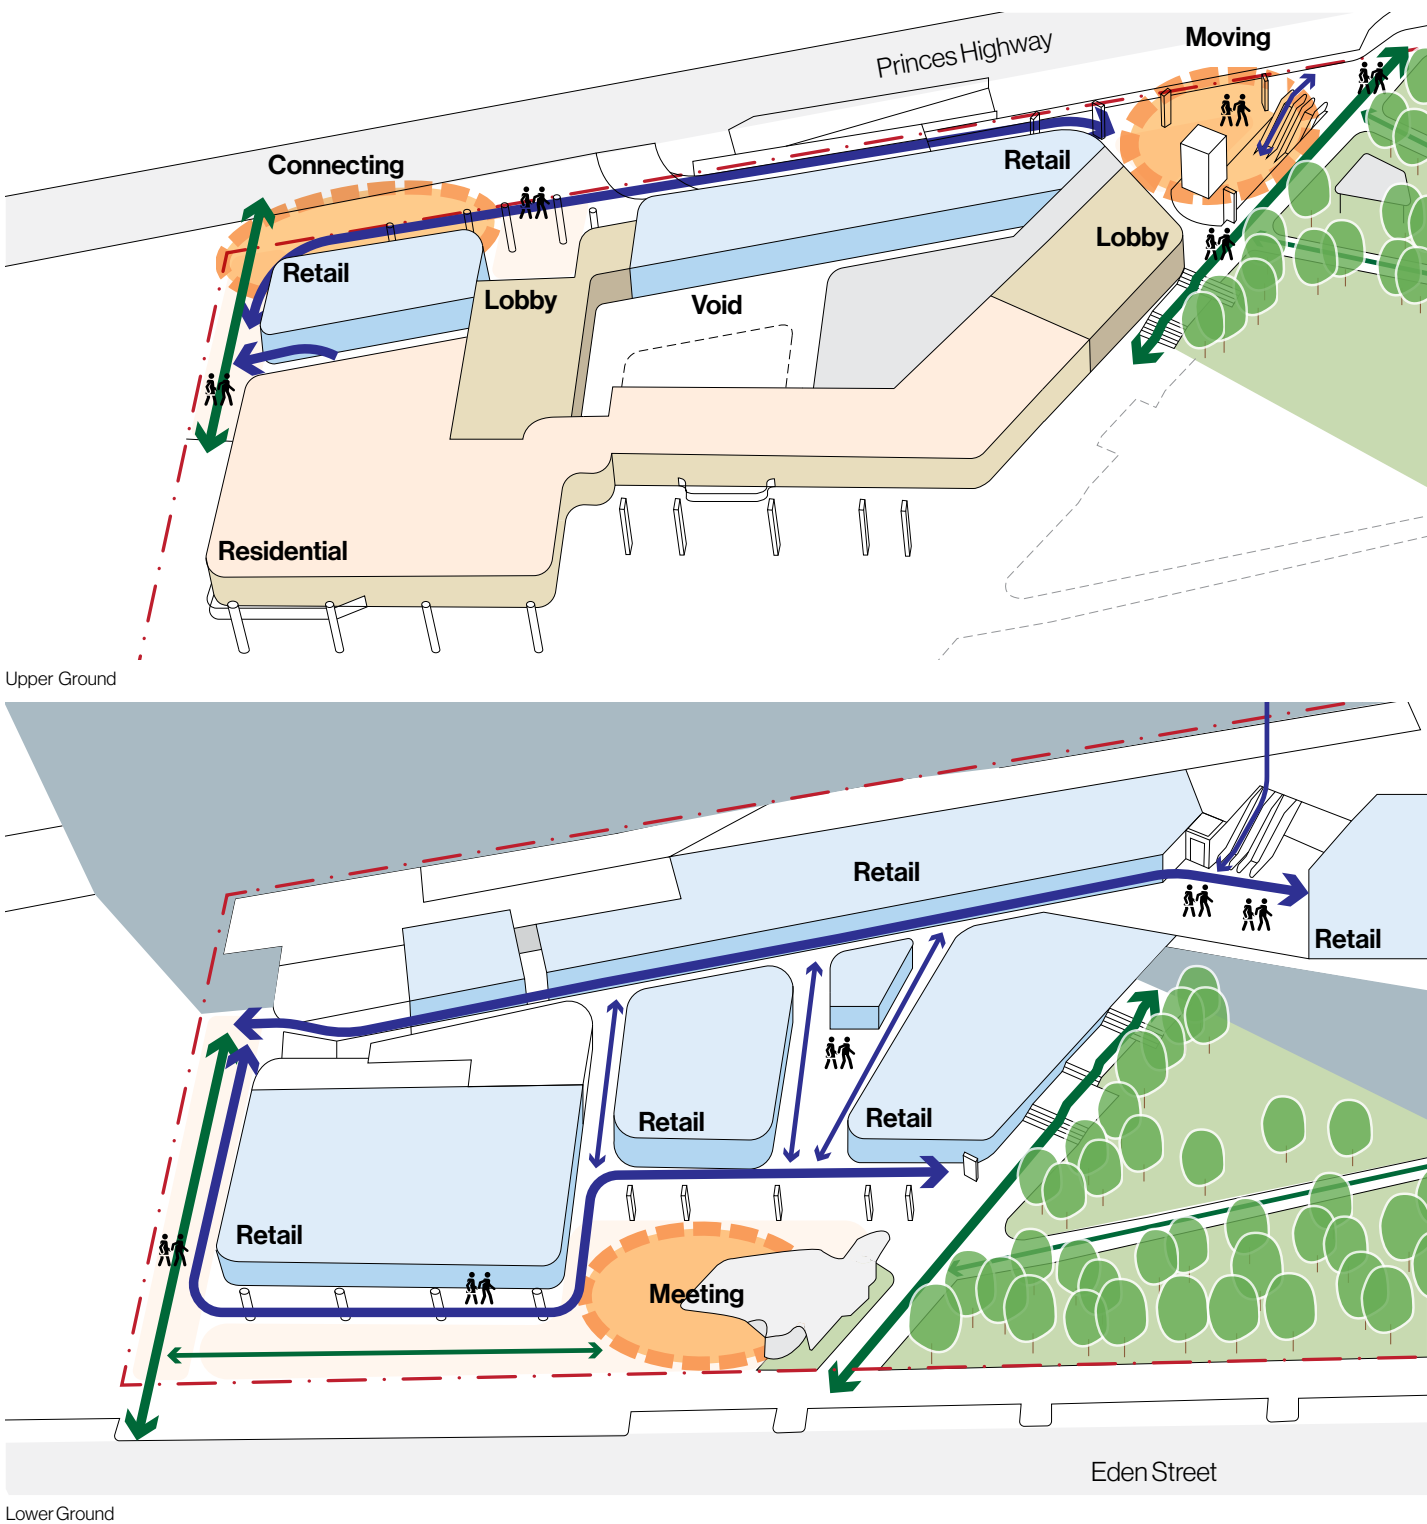 Moving
Princes Highway
Connecting
Retail
Lobby
Retail
Lobby
Void
Residential
Upper Ground
Retail
Retail
Retail
Retail
Retail
Meeting
Eden Street
Lower Ground